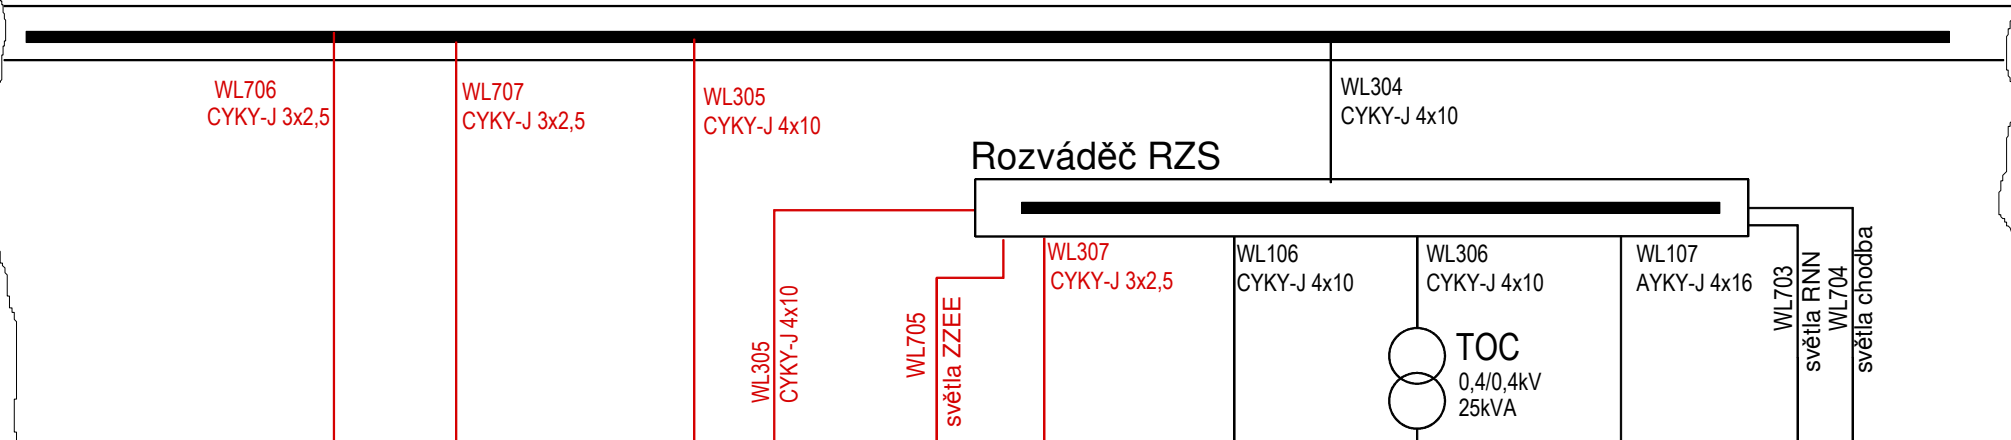 WL706
CYKY-J 3x2,5
WL707
CYKY-J 3x2,5
WL305
CYKY-J 4x10
WL304
CYKY-J 4x10
Rozváděč RZS
WL305
CYKY-J 4x10
WL705
světla ZZEE
WL307
CYKY-J 3x2,5
WL106
CYKY-J 4x10
WL306
CYKY-J 4x10
TOC
0,4/0,4kV
25kVA
WL107
AYKY-J 4x16
WL703
světla RNN
WL704
světla chodba